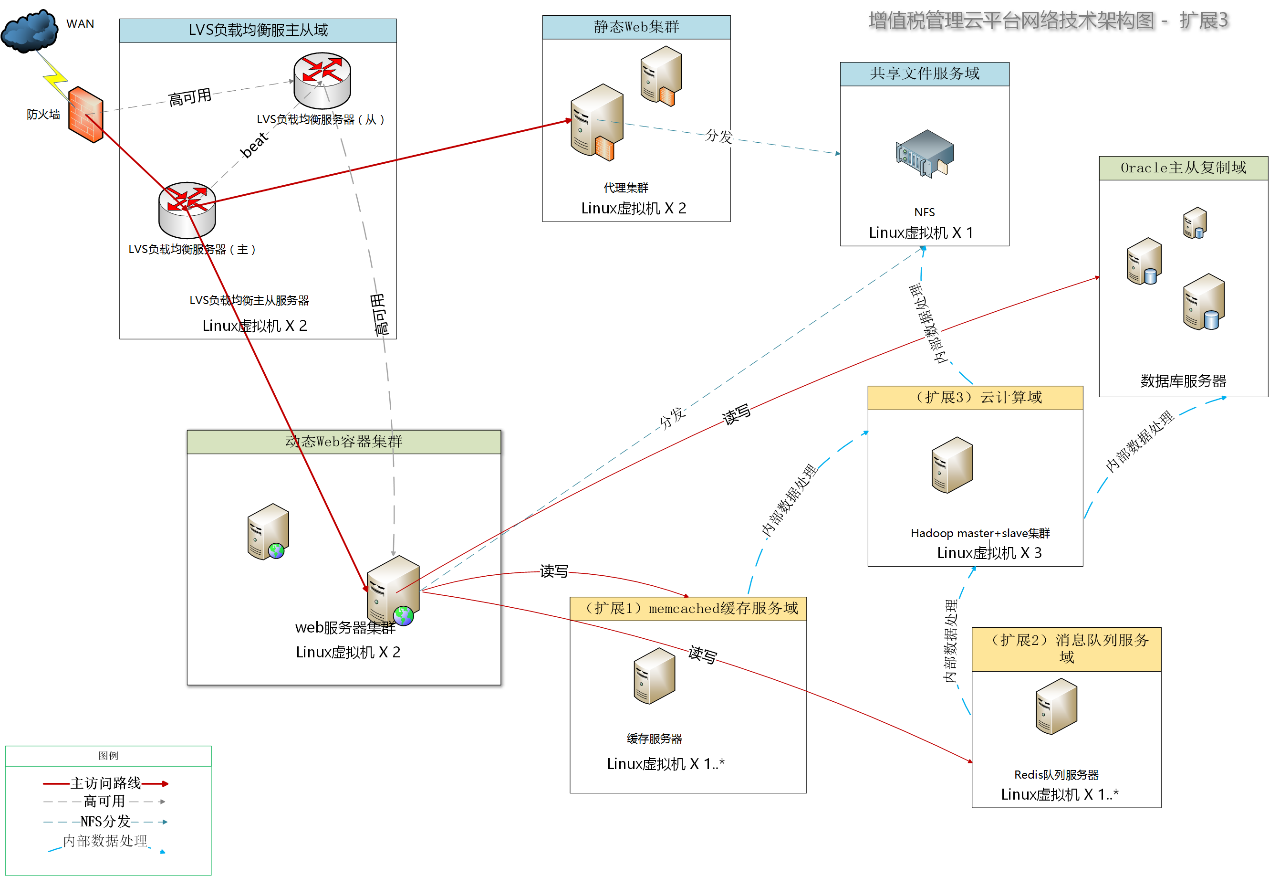 增值税管理云平台网络技术架构图 - 扩展3
WAN
防火墙
LVS负载均衡服主从域
高可用
LVS负载均衡服务器（从）
beat
LVS负载均衡服务器（主）
LVS负载均衡主从服务器
Linux虚拟机 X 2
高可用
静态Web集群
代理集群
Linux虚拟机 X 2
分发
共享文件服务域
NFS
Linux虚拟机 X 1
Oracle主从复制域
数据库服务器
内部数据处理
分发
读写
（扩展3）云计算域
Hadoop master+slave集群
Linux虚拟机 X 3
内部数据处理
内部数据处理
动态Web容器集群
web服务器集群
Linux虚拟机 X 2
读写
（扩展1）memcached缓存服务域
读写
缓存服务器
Linux虚拟机 X 1..*
内部数据处理
（扩展2）消息队列服务
域
Redis队列服务器
Linux虚拟机 X 1..*
图例
主访问路线
高可用
NFS分发
内部数据处理